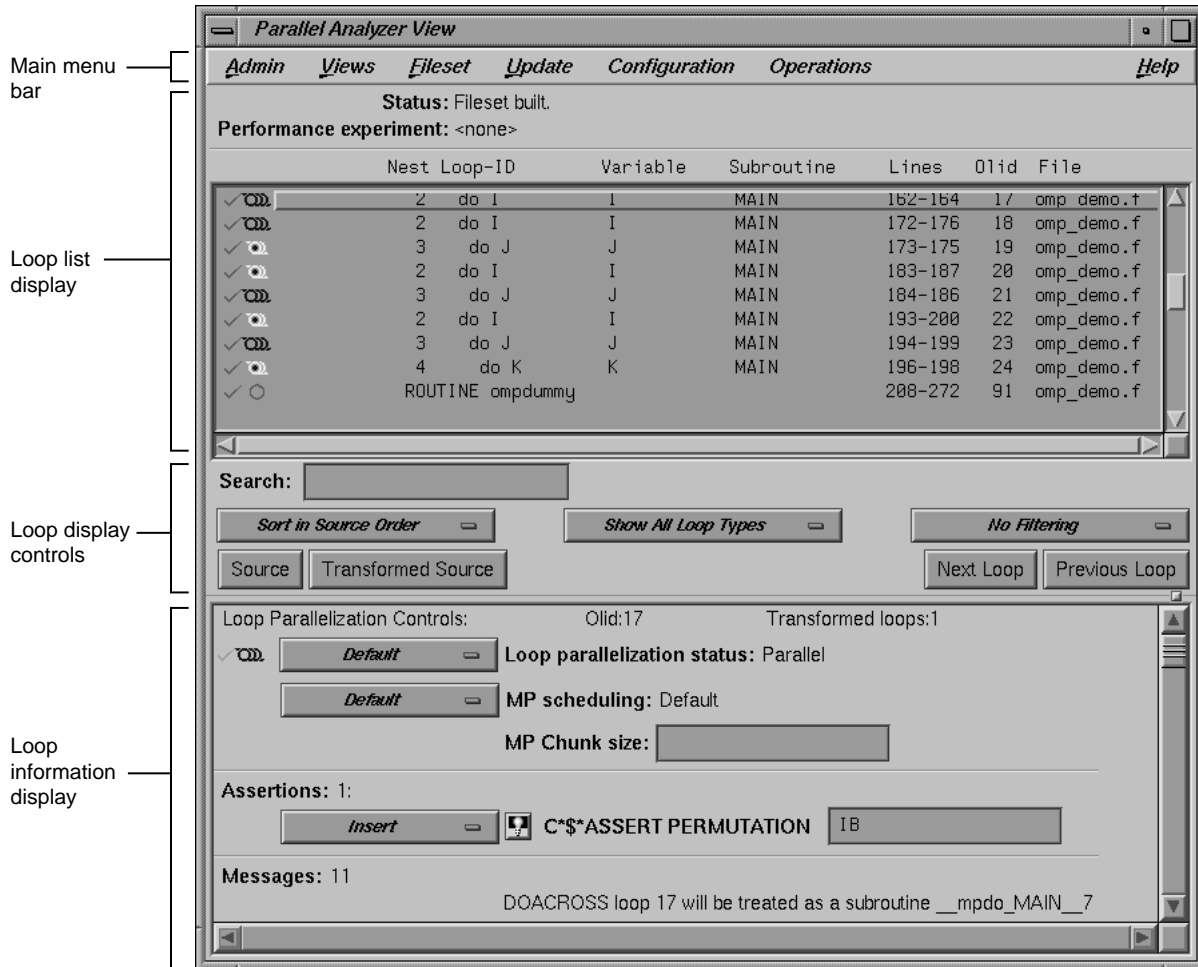 Parallel Analyzer View
Main menu bar
Admin Views Fileset Update Configuration Operations Help
Status: Fileset built.
Performance experiment: <none>
Nest Loop-ID Variable Subroutine Lines Olid File
Loop list display
2 do I I MAIN 162-164 17 omp_demo.f
2 do I I MAIN 172-176 18 omp_demo.f
3 do J J MAIN 173-175 19 omp_demo.f
2 do I I MAIN 183-187 20 omp_demo.f
3 do J J MAIN 184-186 21 omp_demo.f
2 do I I MAIN 193-200 22 omp_demo.f
3 do J J MAIN 194-199 23 omp_demo.f
4 do K K MAIN 196-198 24 omp_demo.f
ROUTINE ompdummy 208-272 91 omp_demo.f
Loop display controls
Search:
Sort in Source Order Show All Loop Types No Filtering
Source Transformed Source Next Loop Previous Loop
Loop information display
Loop Parallelization Controls: Olid:17 Transformed loops:1
Default Loop parallelization status: Parallel
Default MP scheduling: Default
MP Chunk size:
Assertions: 1:
Insert C*$*ASSERT PERMUTATION IB
Messages: 11
DOACROSS loop 17 will be treated as a subroutine __mpdo_MAIN__7